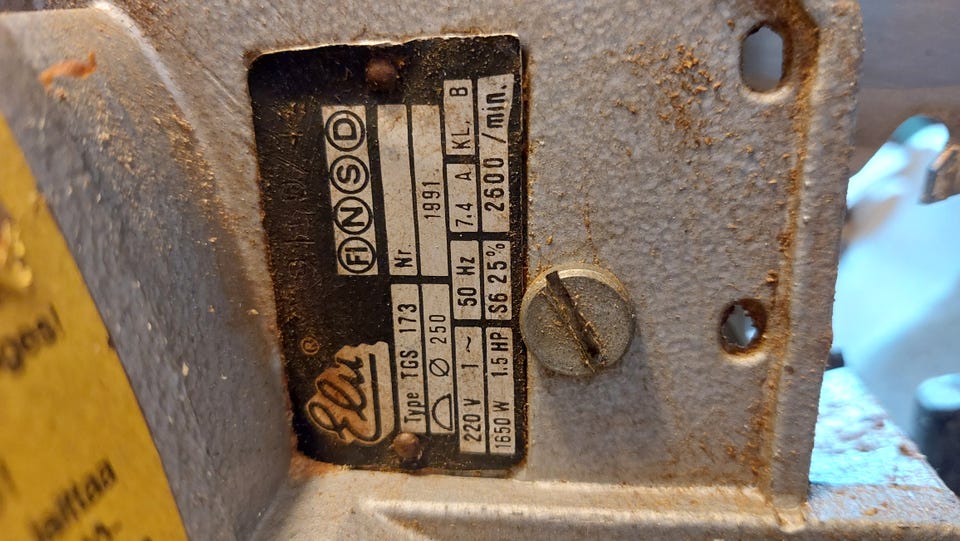 Elu ® FI N S D
Type TGS 173 Nr.
Ø 250 1991
220 V 1 ~ 50 Hz 7.4 A KL. B
1650 W 1.5 HP S6 25% 2600 /min.